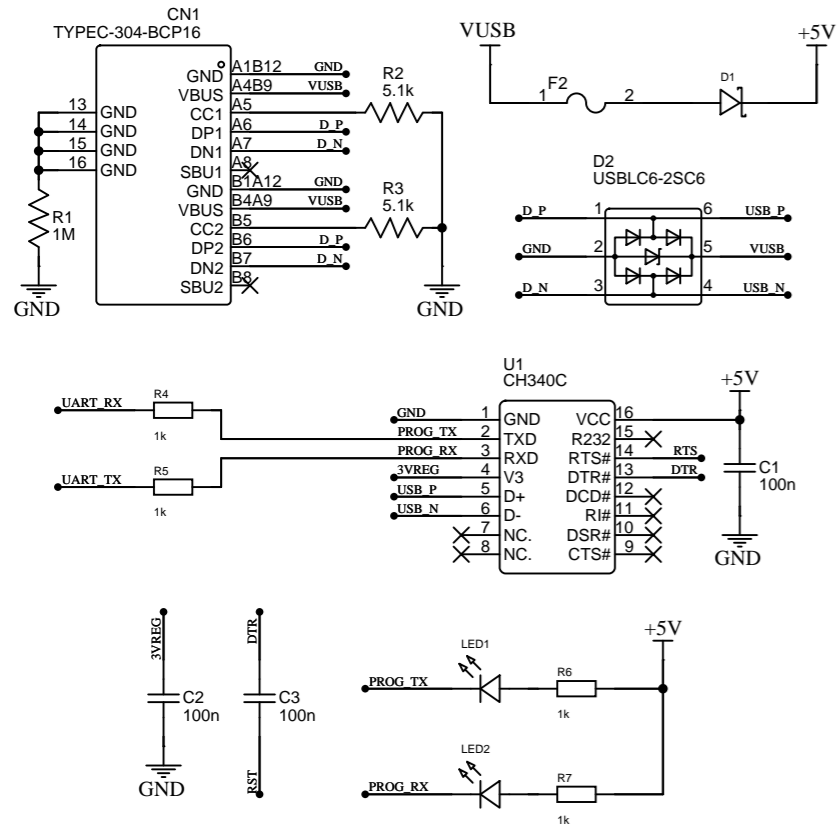 CN1
TYPEC-304-BCP16
GND A1B12 GND
VBUS A4B9 VUSB
CC1 A5
DP1 A6 D_P
DN1 A7 D_N
SBU1 A8
GND B1A12 GND
VBUS B4A9 VUSB
CC2 B5
DP2 B6 D_P
DN2 B7 D_N
SBU2 B8
13 GND
14 GND
15 GND
16 GND
R1
1M
GND
R2
5.1k
R3
5.1k
GND
VUSB
+5V
F2
1 2
D1
D2
USBLC6-2SC6
D_P 1 6 USB_P
GND 2 5 VUSB
D_N 3 4 USB_N
U1
CH340C
UART_RX
R4
1k
UART_TX
R5
1k
GND 1 GND VCC 16
PROG_TX 2 TXD R232 15
PROG_RX 3 RXD RTS# 14 RTS
3VREG 4 V3 DTR# 13 DTR
USB_P 5 D+ DCD# 12
USB_N 6 D- RI# 11
7 NC. DSR# 10
8 NC. CTS# 9
+5V
C1
100n
GND
3VREG
C2
100n
GND
DTR
C3
100n
RST
+5V
LED1
PROG_TX
R6
1k
LED2
PROG_RX
R7
1k